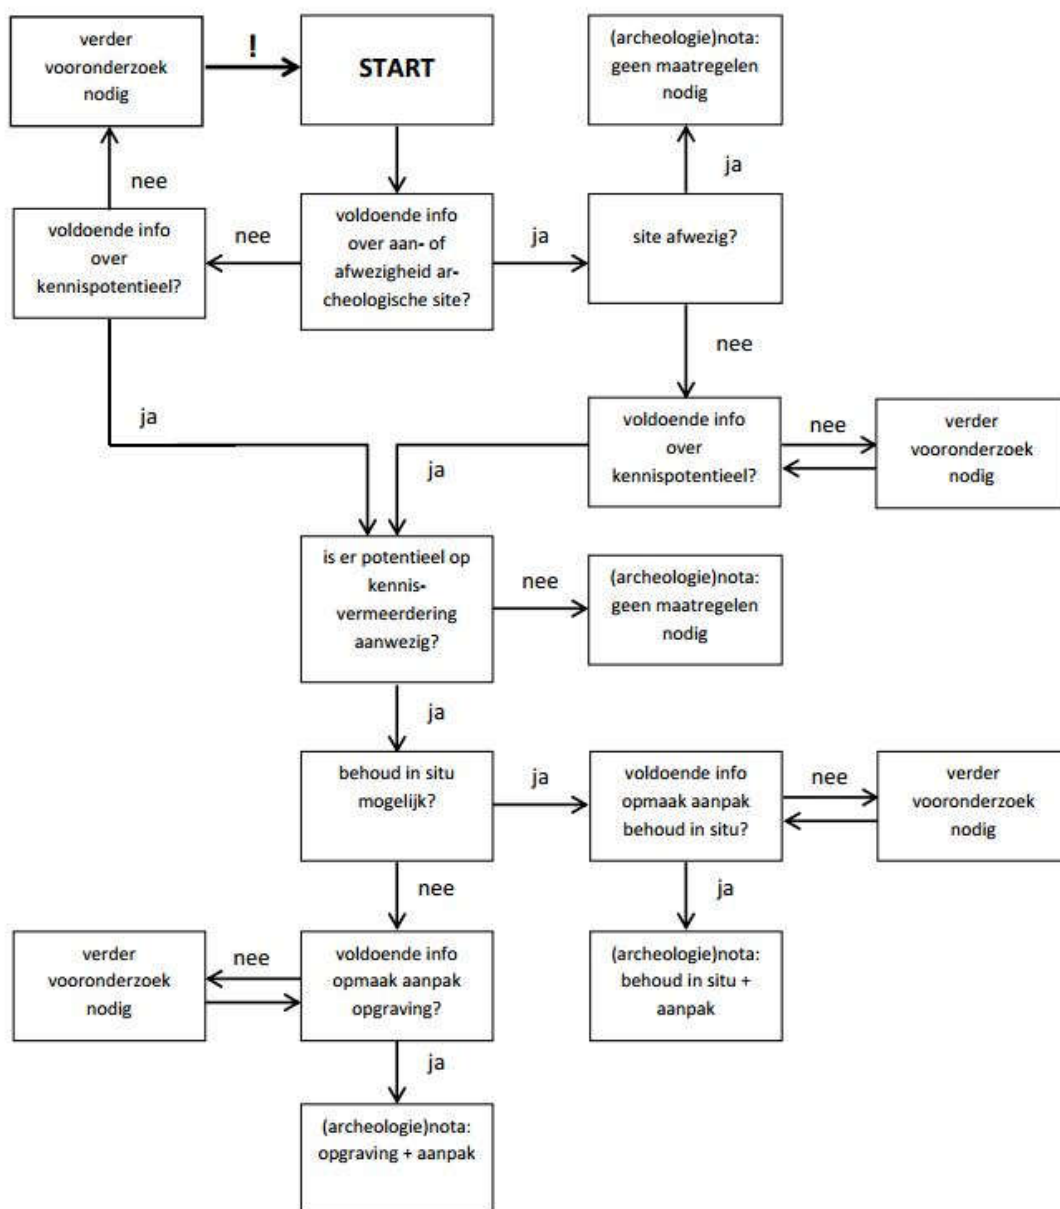 verder
vooronderzoek
nodig
!
START
(archeologie)nota:
geen maatregelen
nodig
nee
ja
voldoende info
over
kennispotentieel?
nee
voldoende info
over aan- of
afwezigheid ar-
cheologische site?
ja
site afwezig?
nee
ja
voldoende info
over
kennispotentieel?
nee
verder
vooronderzoek
nodig
ja
is er potentieel op
kennis-
vermeerdering
aanwezig?
nee
(archeologie)nota:
geen maatregelen
nodig
ja
behoud in situ
mogelijk?
ja
voldoende info
opmaak aanpak
behoud in situ?
nee
verder
vooronderzoek
nodig
nee
ja
verder
vooronderzoek
nodig
nee
voldoende info
opmaak aanpak
opgraving?
(archeologie)nota:
behoud in situ +
aanpak
ja
(archeologie)nota:
opgraving + aanpak